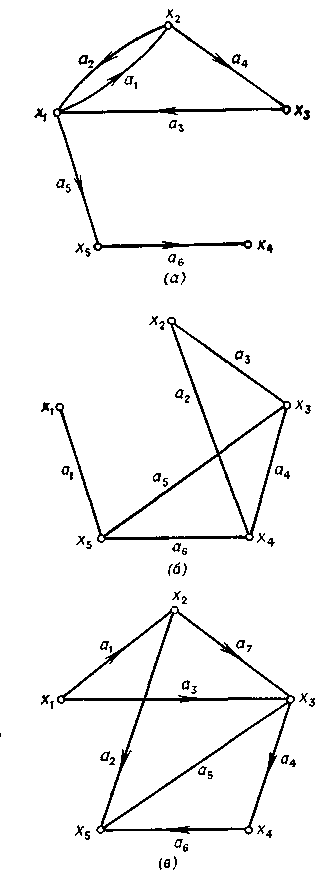 x₂
a₂
a₁
a₄
x₁
a₃
x₃
a₅
x₅
a₆
x₄
(а)
x₂
a₃
x₁
a₂
x₃
a₁
a₅
a₄
x₅
a₆
x₄
(б)
x₂
a₁
a₇
x₁
a₃
x₃
a₂
a₅
a₄
x₅
a₆
x₄
(в)